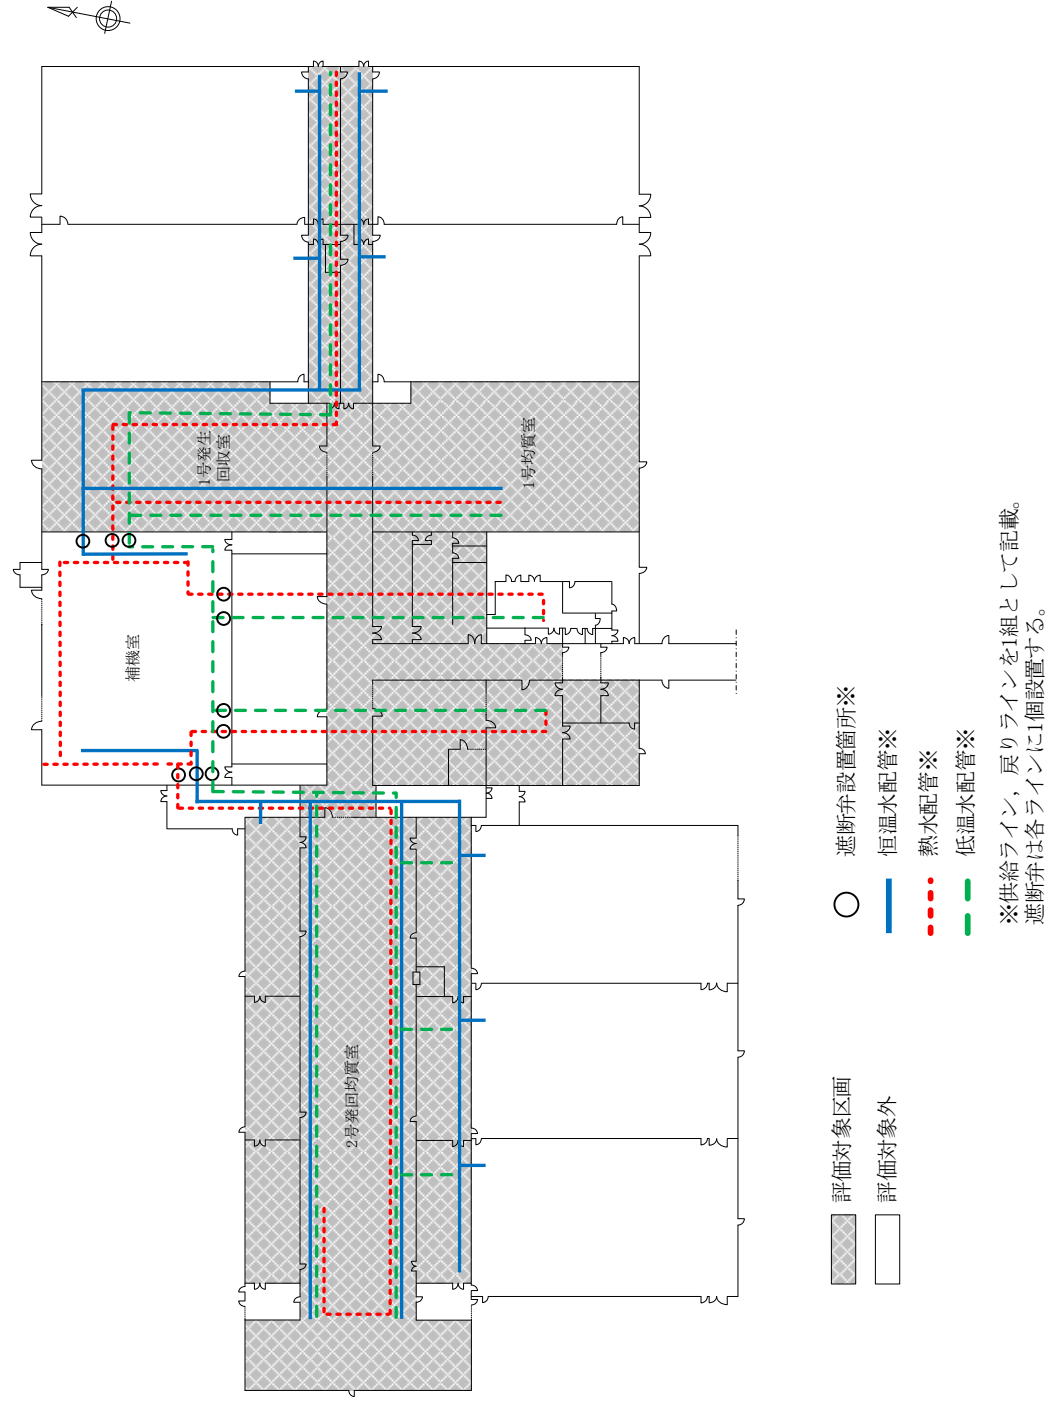 1号発生
回収室
1号均質室
補機室
2号発回均質室
遮断弁設置箇所※
恒温水配管※
熱水配管※
低温水配管※
※供給ライン，戻りラインを1組として記載。
遮断弁は各ラインに1個設置する。
評価対象区画
評価対象外